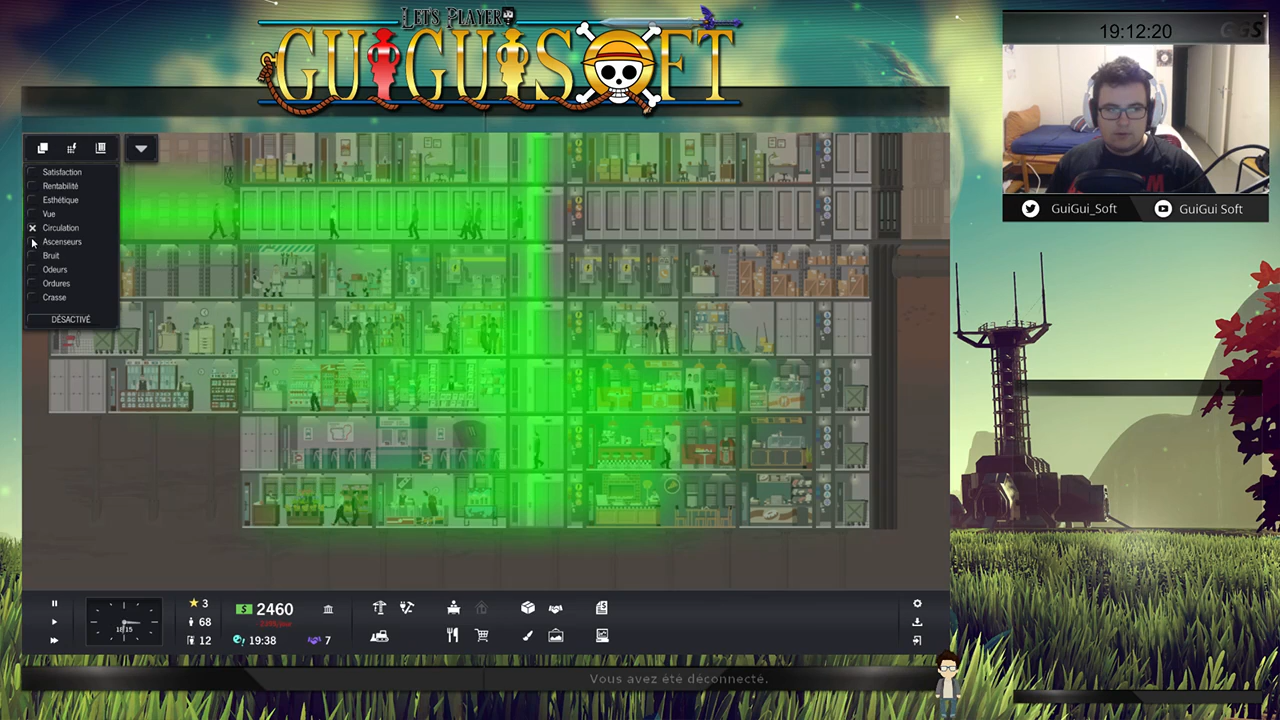 LET'S PLAYER
GUIGUISOFT
19:12:20
GGS
GuiGui_Soft
GuiGui Soft
Satisfaction
Rentabilité
Esthétique
Vue
Circulation
Ascenseurs
Bruit
Odeurs
Ordures
Crasse
DÉSACTIVÉ
3
68
12
2460
19:38
7
Vous avez été déconnecté.